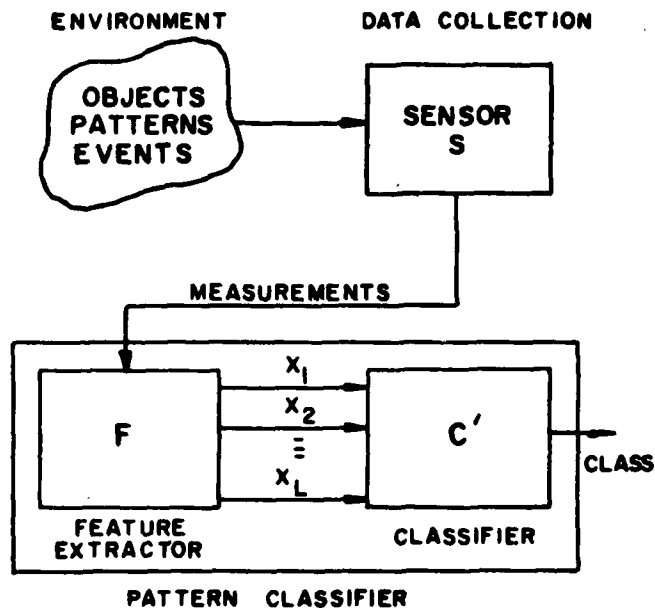 ENVIRONMENT
DATA COLLECTION
OBJECTS
PATTERNS
EVENTS
SENSOR
S
MEASUREMENTS
F
X1
X2
XL
C'
CLASS
FEATURE
EXTRACTOR
CLASSIFIER
PATTERN CLASSIFIER